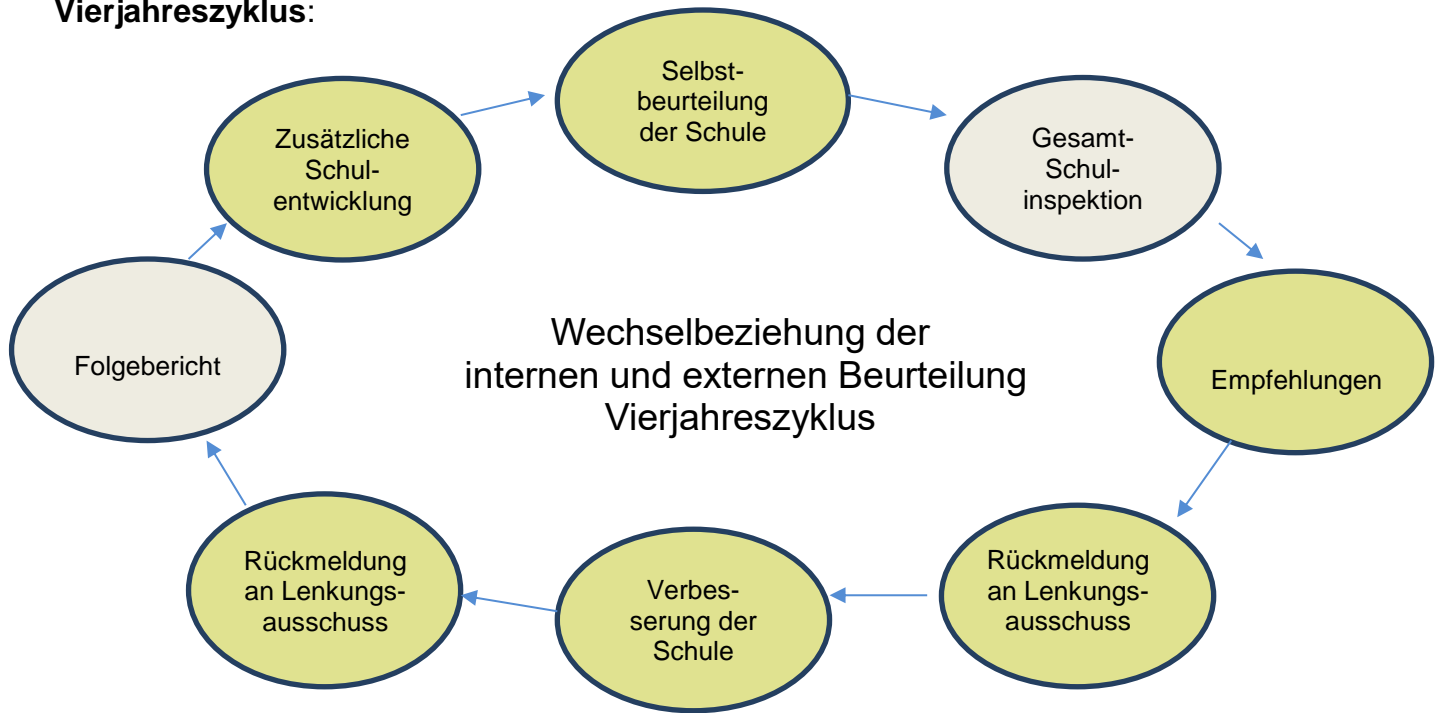 Vierjahreszyklus:
Selbst-
beurteilung
der Schule
Gesamt-
Schul-
inspektion
Empfehlungen
Rückmeldung
an Lenkungs-
ausschuss
Verbes-
serung der
Schule
Rückmeldung
an Lenkungs-
ausschuss
Folgebericht
Zusätzliche
Schul-
entwicklung
Wechselbeziehung der
internen und externen Beurteilung
Vierjahreszyklus